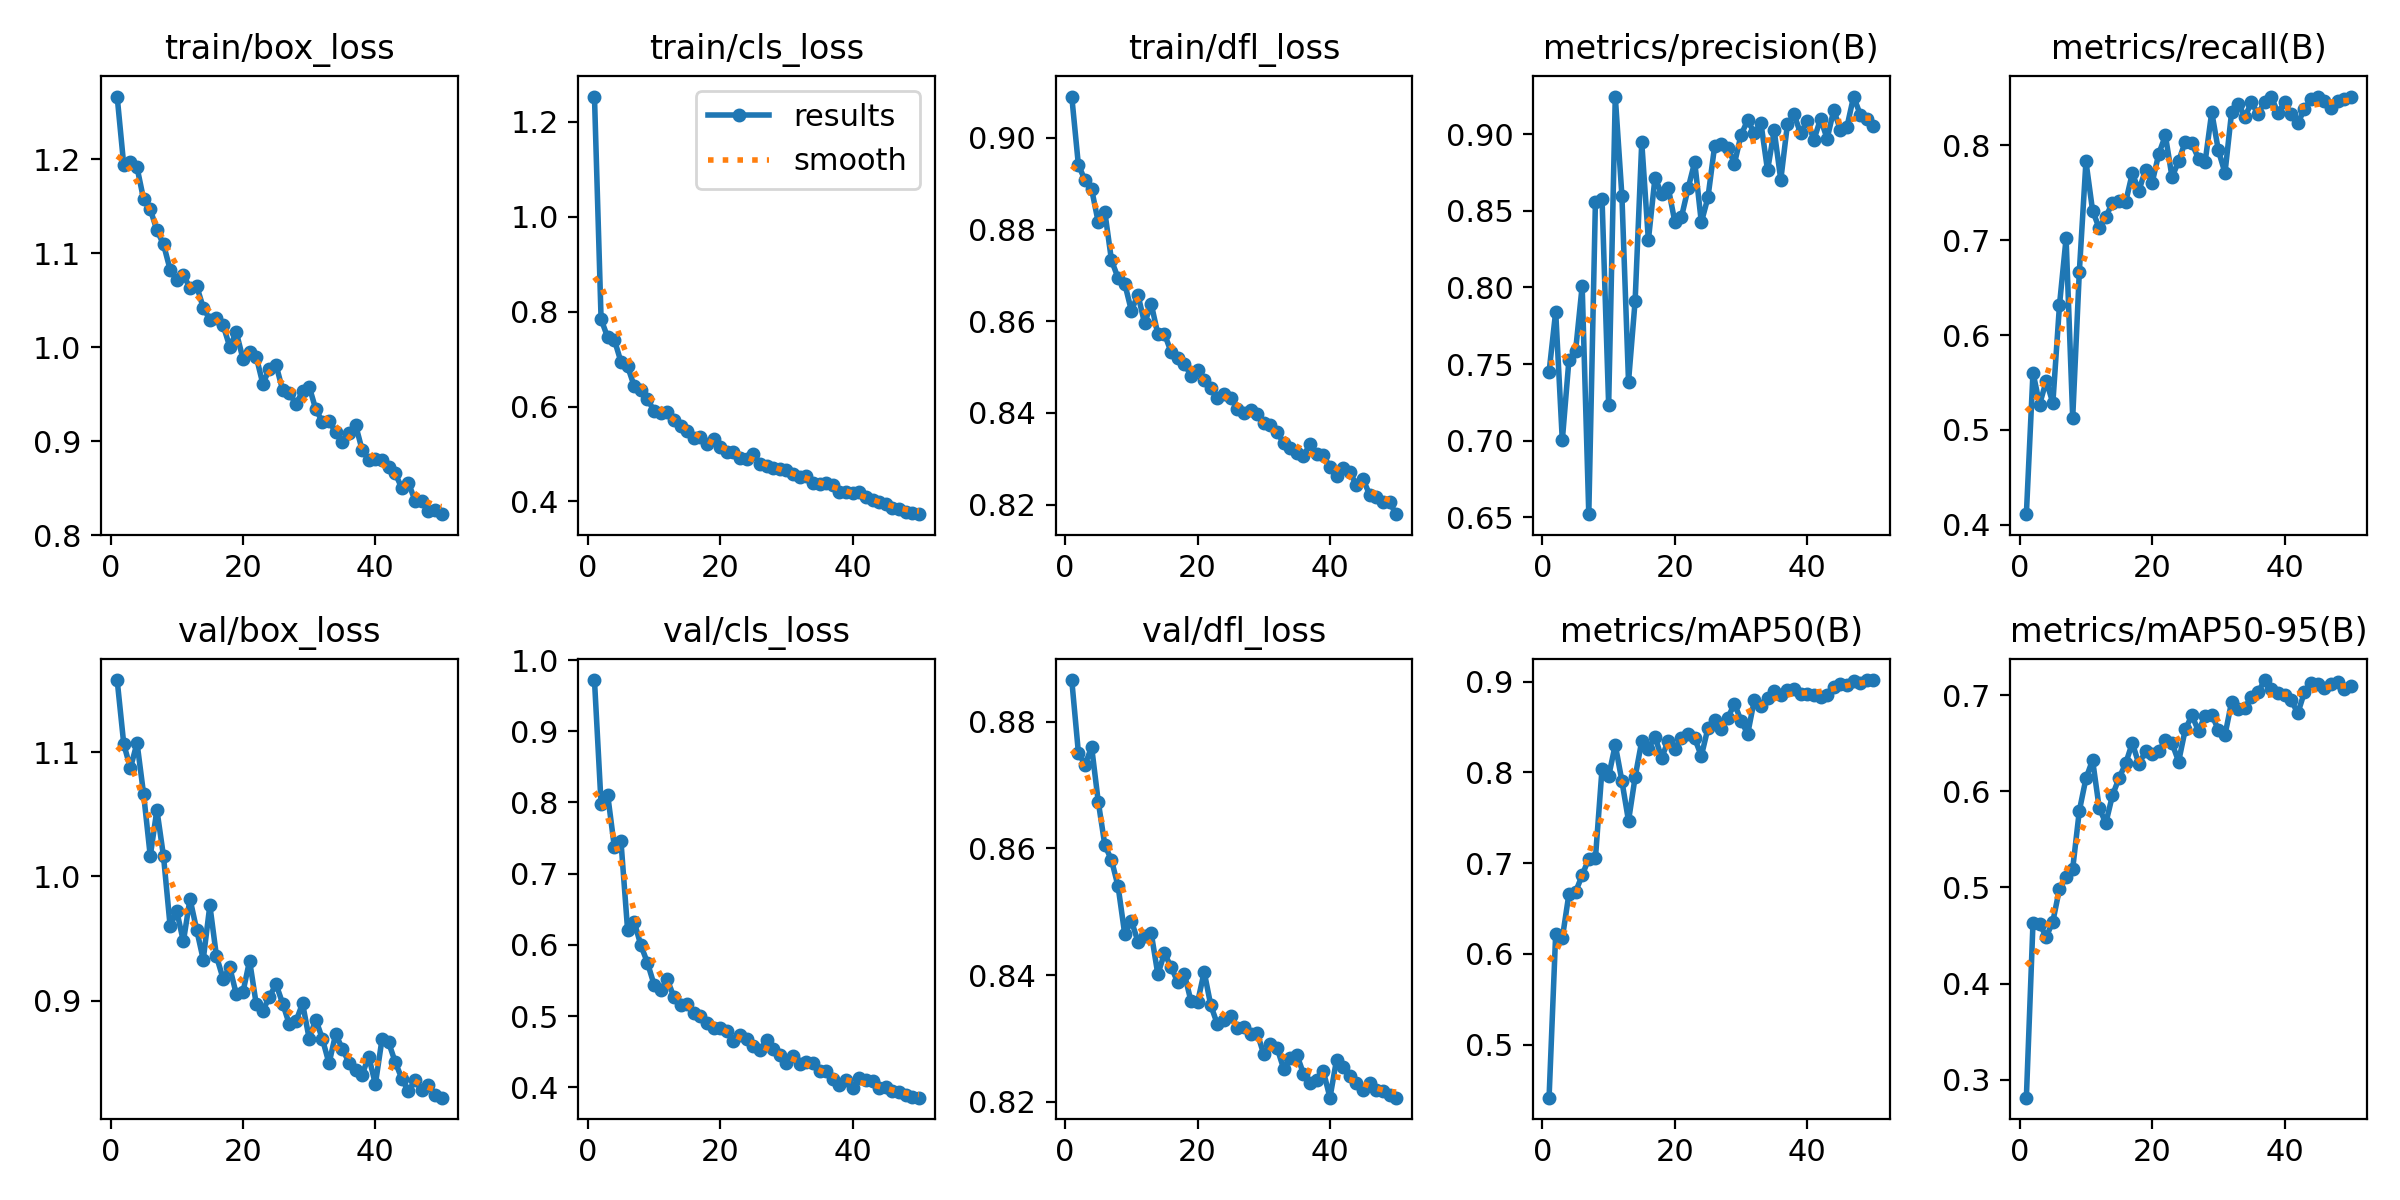 train/box_loss
train/cls_loss
train/dfl_loss
metrics/precision(B)
metrics/recall(B)
1.2
1.1
1.0
0.9
0.8
0 20 40
results
smooth
1.2
1.0
0.8
0.6
0.4
0 20 40
0.90
0.88
0.86
0.84
0.82
0 20 40
0.90
0.85
0.80
0.75
0.70
0.65
0 20 40
0.8
0.7
0.6
0.5
0.4
0 20 40
val/box_loss
val/cls_loss
val/dfl_loss
metrics/mAP50(B)
metrics/mAP50-95(B)
1.1
1.0
0.9
0 20 40
1.0
0.9
0.8
0.7
0.6
0.5
0.4
0 20 40
0.88
0.86
0.84
0.82
0 20 40
0.9
0.8
0.7
0.6
0.5
0 20 40
0.7
0.6
0.5
0.4
0.3
0 20 40